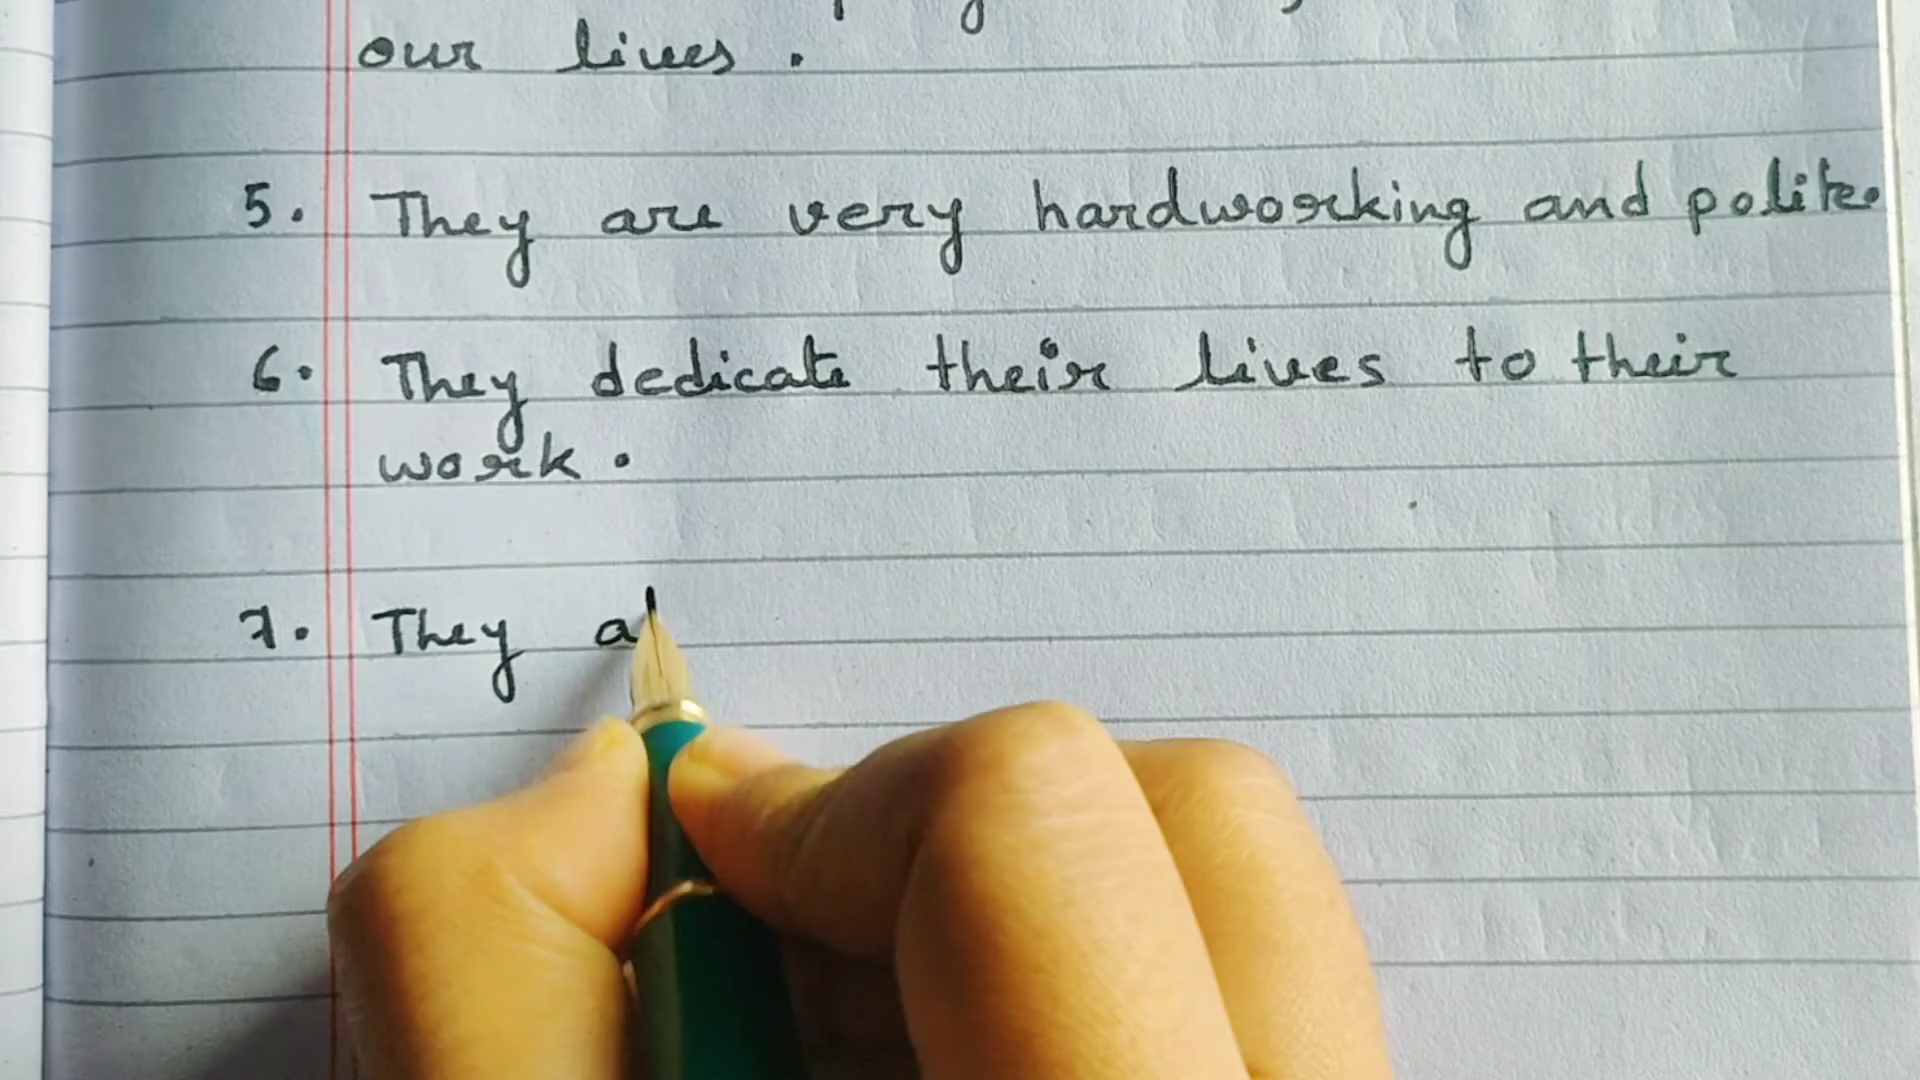 our lives.
5. They are very hardworking and polite.
6. They dedicate their lives to their
work.
7. They a